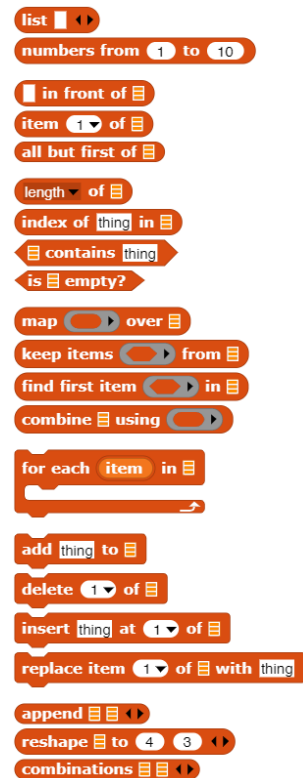 list
numbers from 1 to 10
in front of
item 1 of
all but first of
length of
index of thing in
contains thing
is empty?
map over
keep items from
find first item in
combine using
for each item in
add thing to
delete 1 of
insert thing at 1 of
replace item 1 of with thing
append
reshape to 4 3
combinations